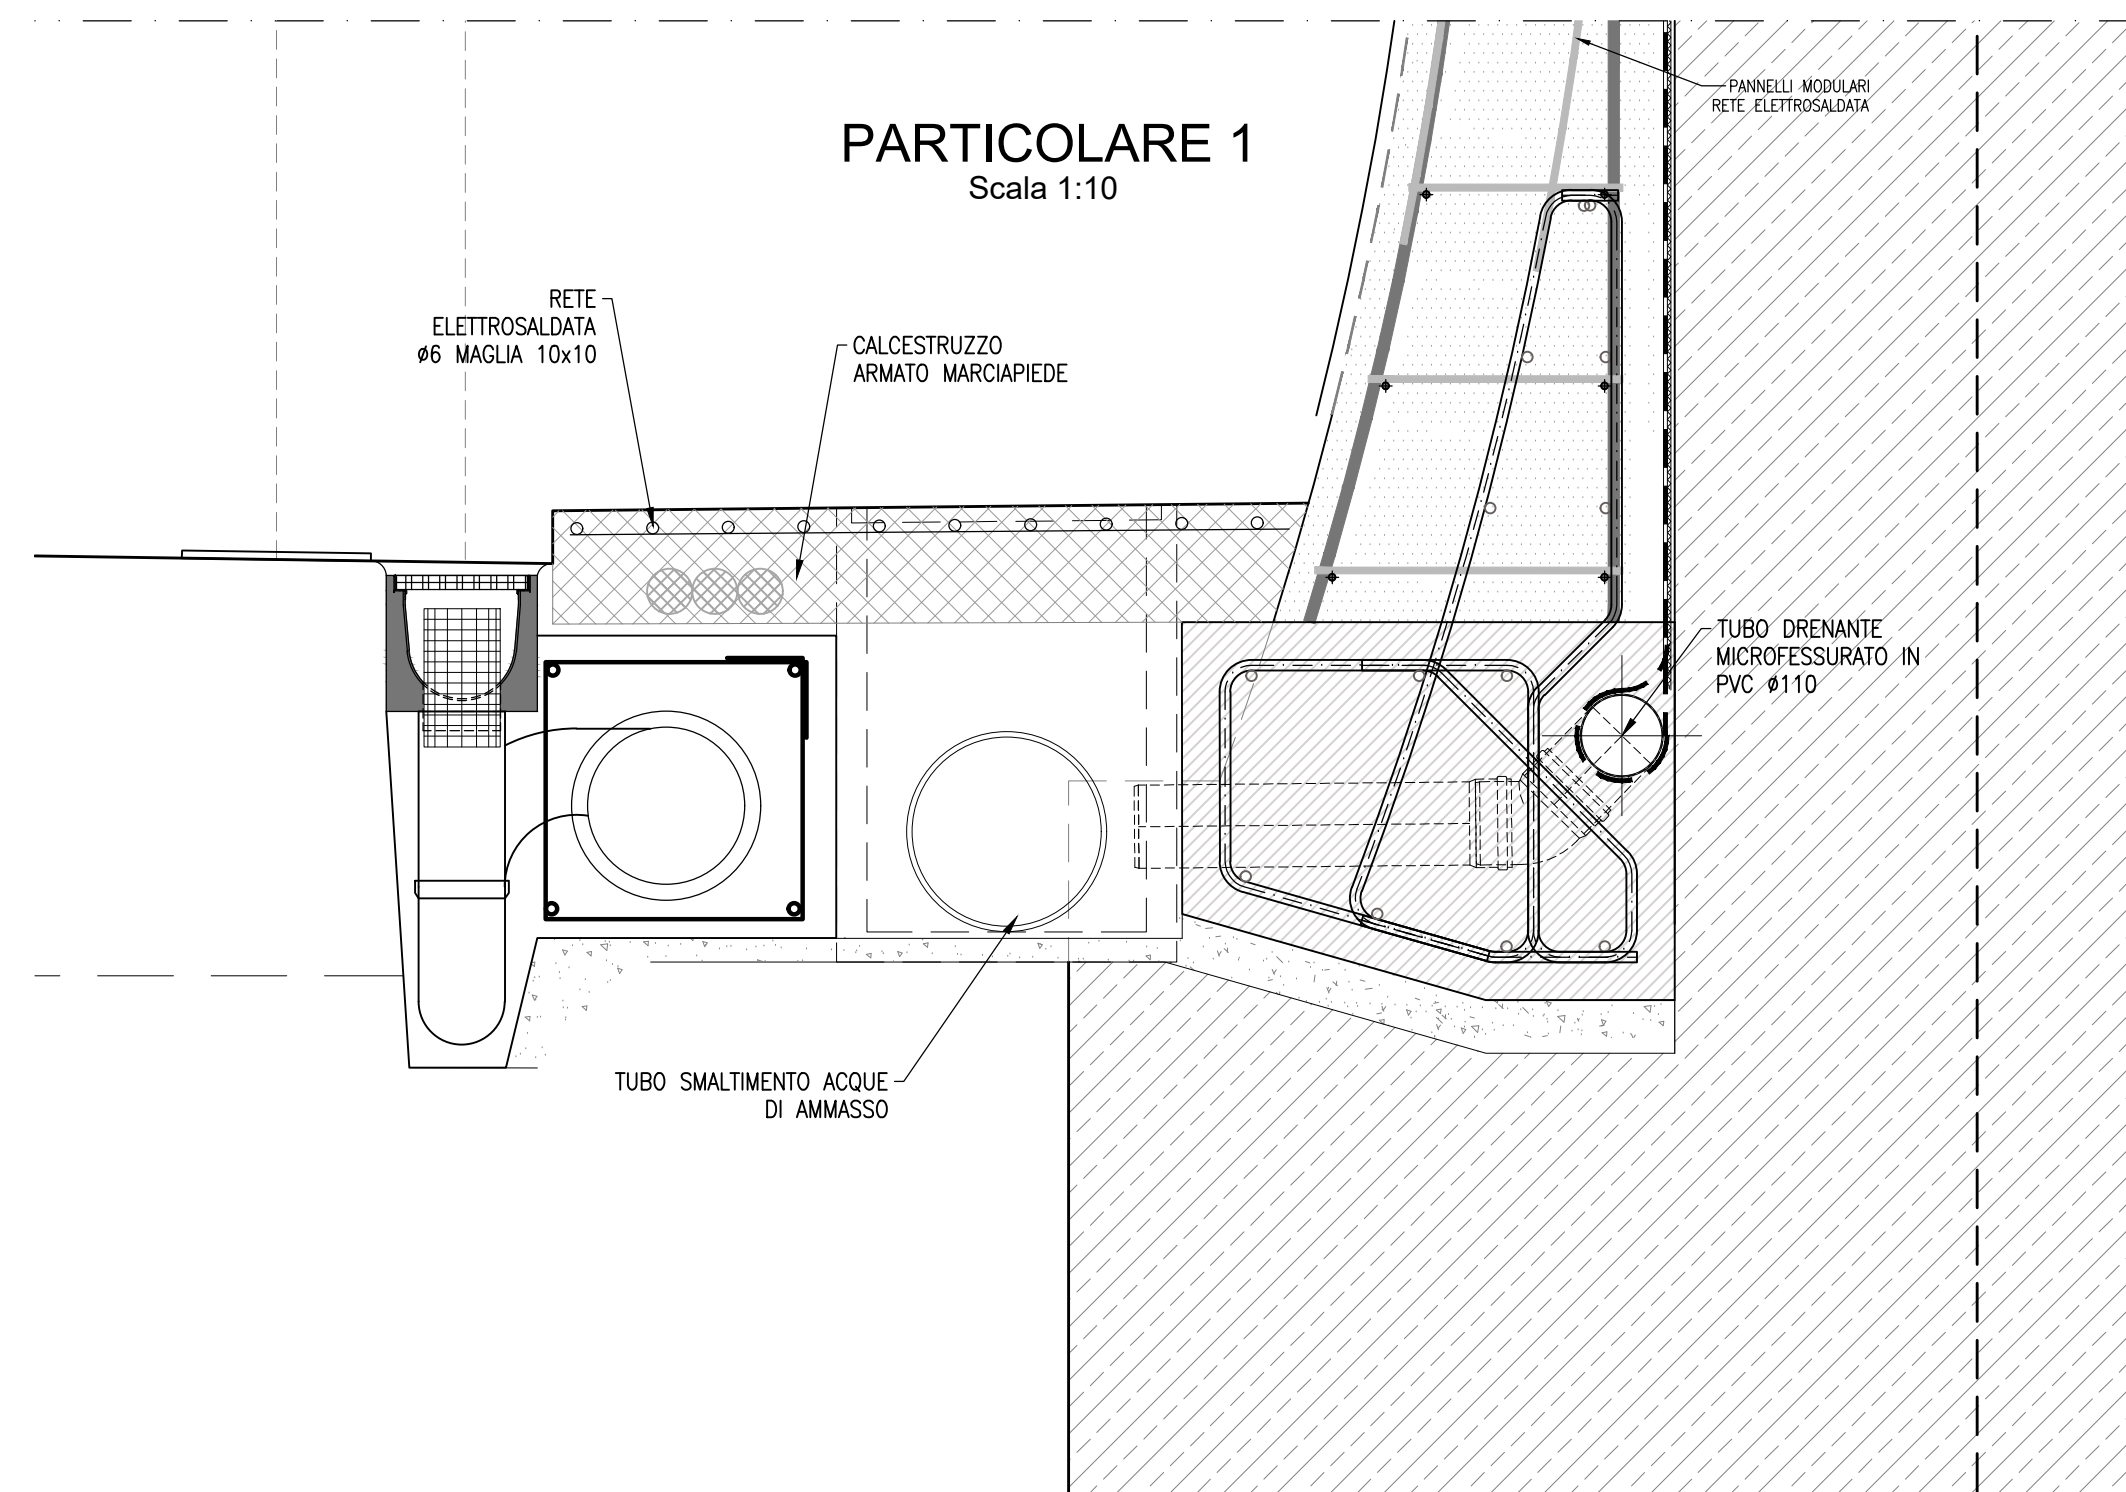 PANNELLI MODULARI
RETE ELETTROSALDATA
PARTICOLARE 1
Scala 1:10
RETE
ELETTROSALDATA
ø6 MAGLIA 10x10
CALCESTRUZZO
ARMATO MARCIAPIEDE
TUBO DRENANTE
MICROFESSURATO IN
PVC ø110
TUBO SMALTIMENTO ACQUE
DI AMMASSO